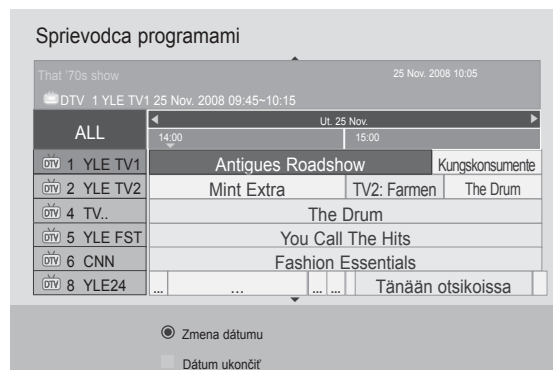 Sprievodca programami
That '70s show 25 Nov. 2008 10:05
DTV 1 YLE TV1 25 Nov. 2008 09:45~10:15
ALL
Ut. 25 Nov.
14:00 15:00
DTV 1 YLE TV1 Antigues Roadshow Kungskonsumente
DTV 2 YLE TV2 Mint Extra TV2: Farmen The Drum
DTV 4 TV.. The Drum
DTV 5 YLE FST You Call The Hits
DTV 6 CNN Fashion Essentials
DTV 8 YLE24 ... ... ... ... Tänään otsikoissa
Zmena dátumu
Dátum ukončiť